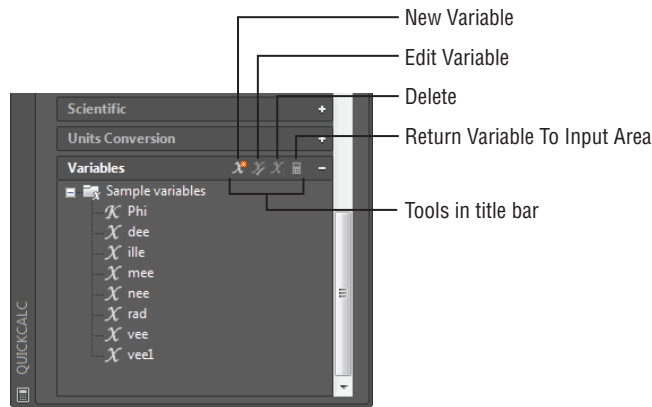 New Variable
Edit Variable
Delete
Return Variable To Input Area
Tools in title bar
Scientific
Units Conversion
Variables
Sample variables
Phi
dee
ille
mee
nee
rad
vee
vee1
QUICKCALC